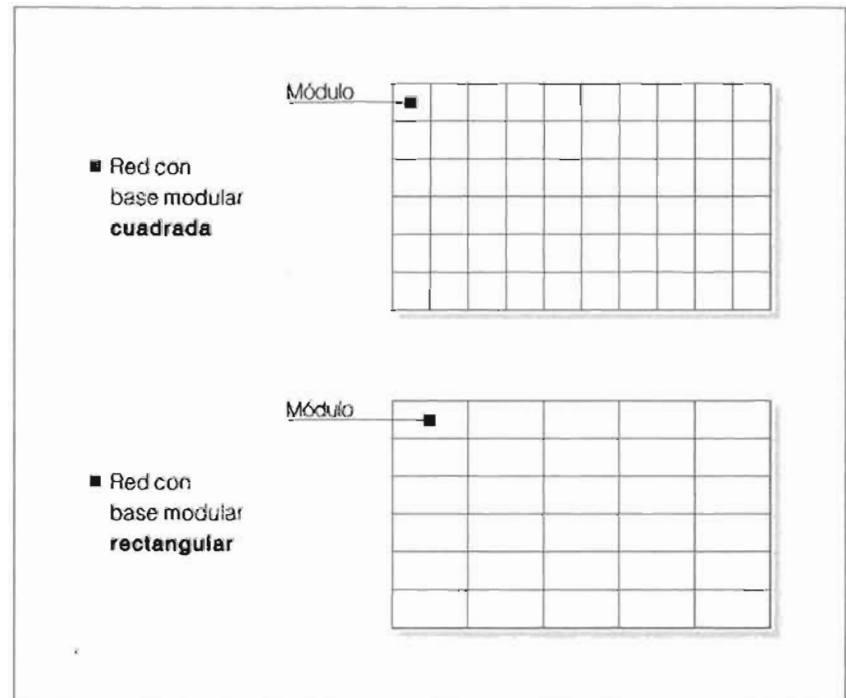 Módulo
Red con
base modular
cuadrada
Módulo
Red con
base modular
rectangular